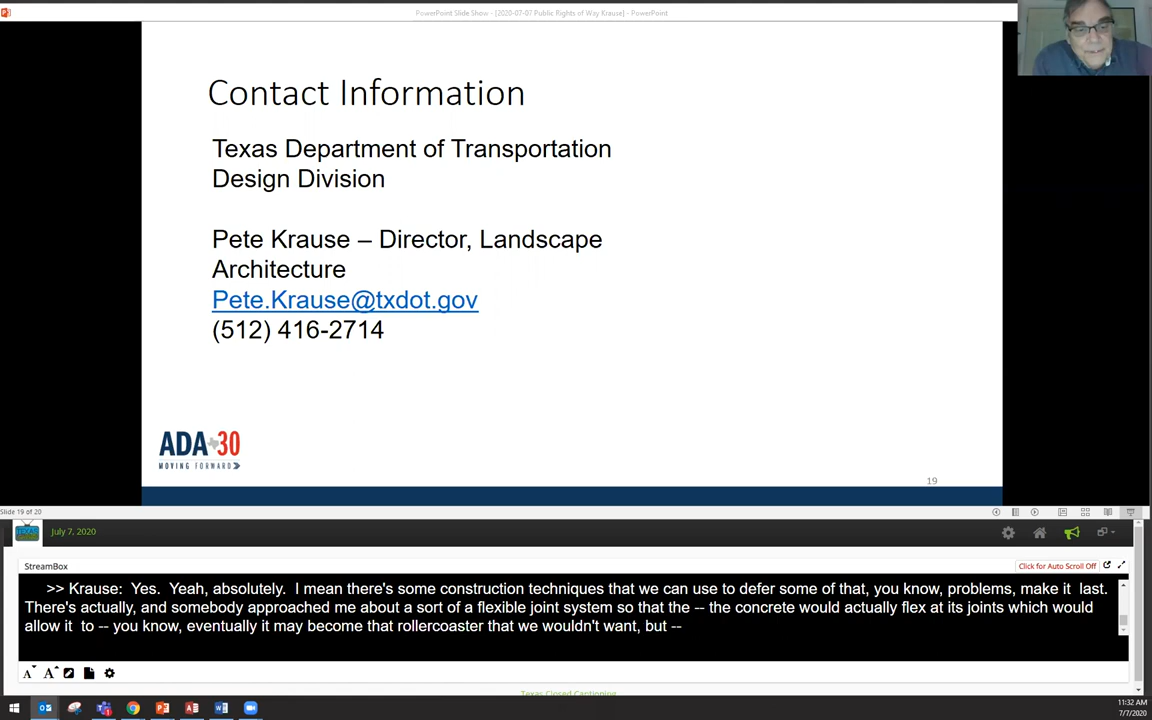 PowerPoint Slide Show - [2020-07-07 Public Rights of Way Krause] - PowerPoint
Contact Information
Texas Department of Transportation
Design Division
Pete Krause – Director, Landscape
Architecture
Pete.Krause@txdot.gov
(512) 416-2714
ADA 30
MOVING FORWARD
19
Slide 19 of 20
TEXAS
July 7, 2020
StreamBox
Click for Auto Scroll Off
>> Krause: Yes. Yeah, absolutely. I mean there's some construction techniques that we can use to defer some of that, you know, problems, make it last.
There's actually, and somebody approached me about a sort of a flexible joint system so that the -- the concrete would actually flex at its joints which would
allow it to -- you know, eventually it may become that rollercoaster that we wouldn't want, but --
A A
Texas Closed Captioning
11:32 AM
7/7/2020